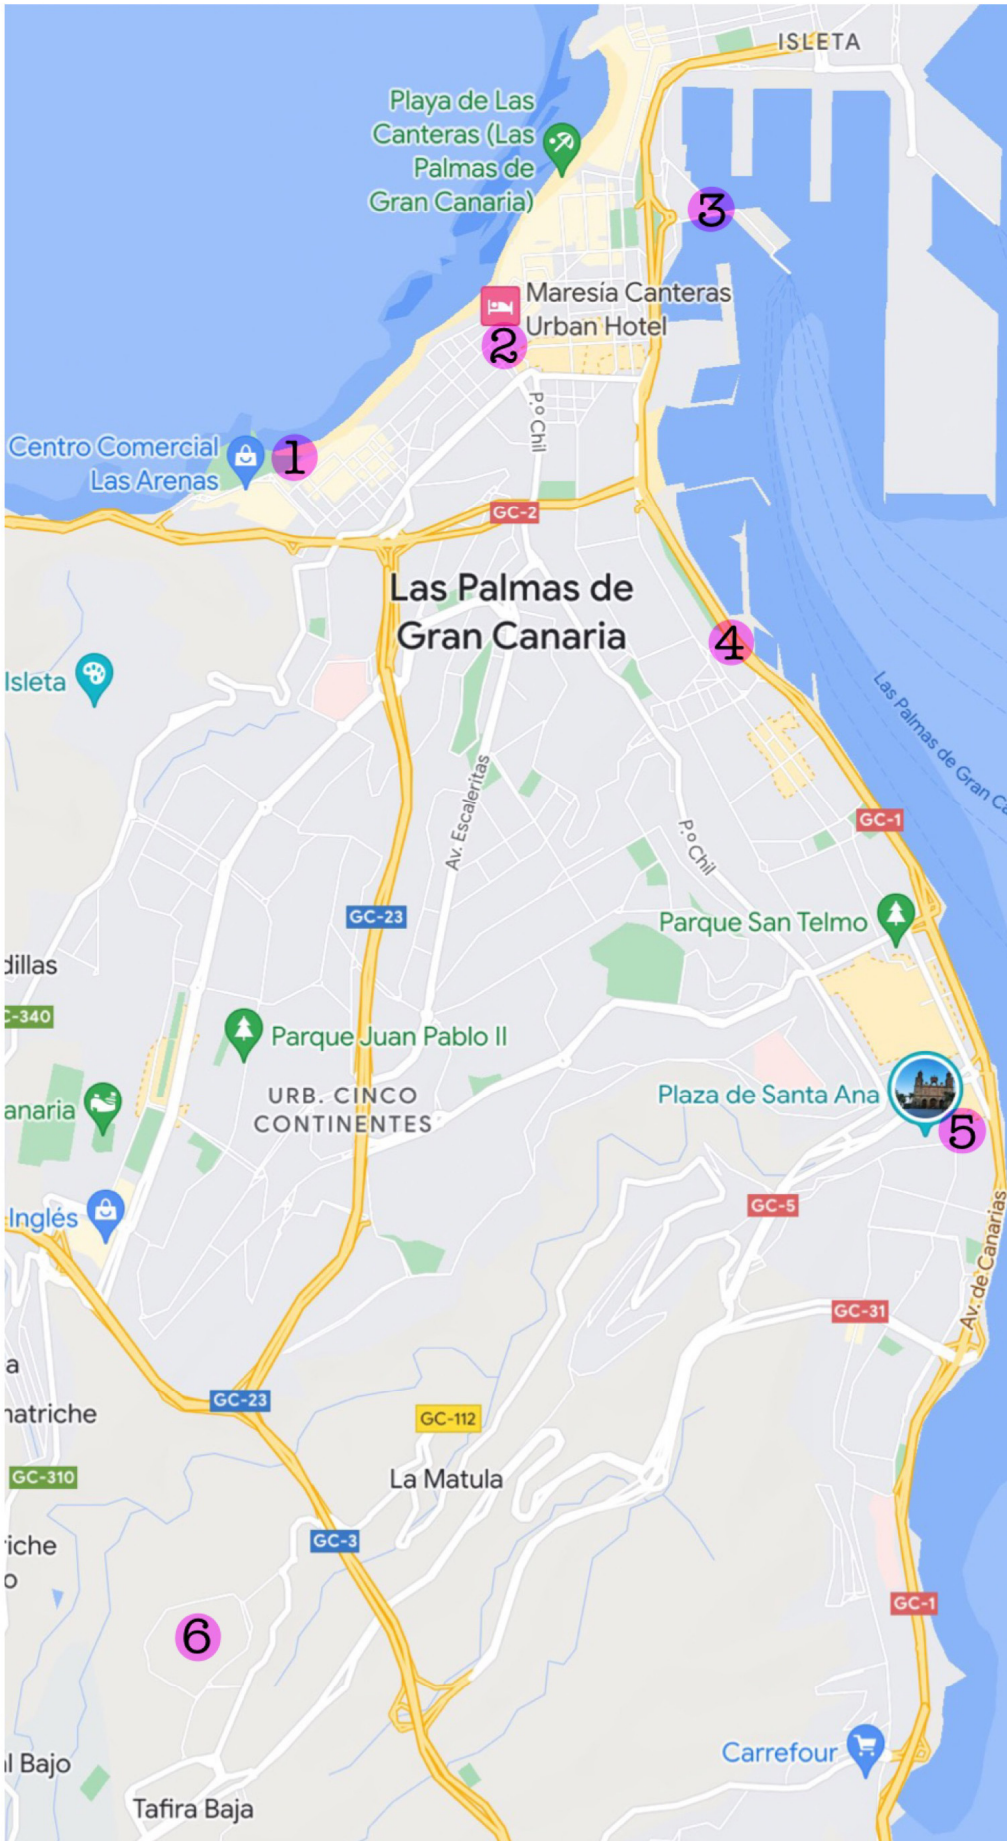 ISLETA
Playa de Las
Canteras (Las
Palmas de
Gran Canaria)
3
Maresía Canteras
Urban Hotel
2
P.º Chil
Centro Comercial
Las Arenas
1
GC-2
Las Palmas de
Gran Canaria
4
Isleta
Las Palmas de Gran Ca
Av. Escaleritas
GC-1
P.º Chil
GC-23
Parque San Telmo
dillas
C-340
Parque Juan Pablo II
URB. CINCO
CONTINENTES
Plaza de Santa Ana
anaria
5
GC-5
Inglés
Av. de Canarias
GC-31
a
natriche
GC-23
GC-112
GC-310
La Matula
riche
o
GC-3
GC-1
6
Carrefour
al Bajo
Tafira Baja